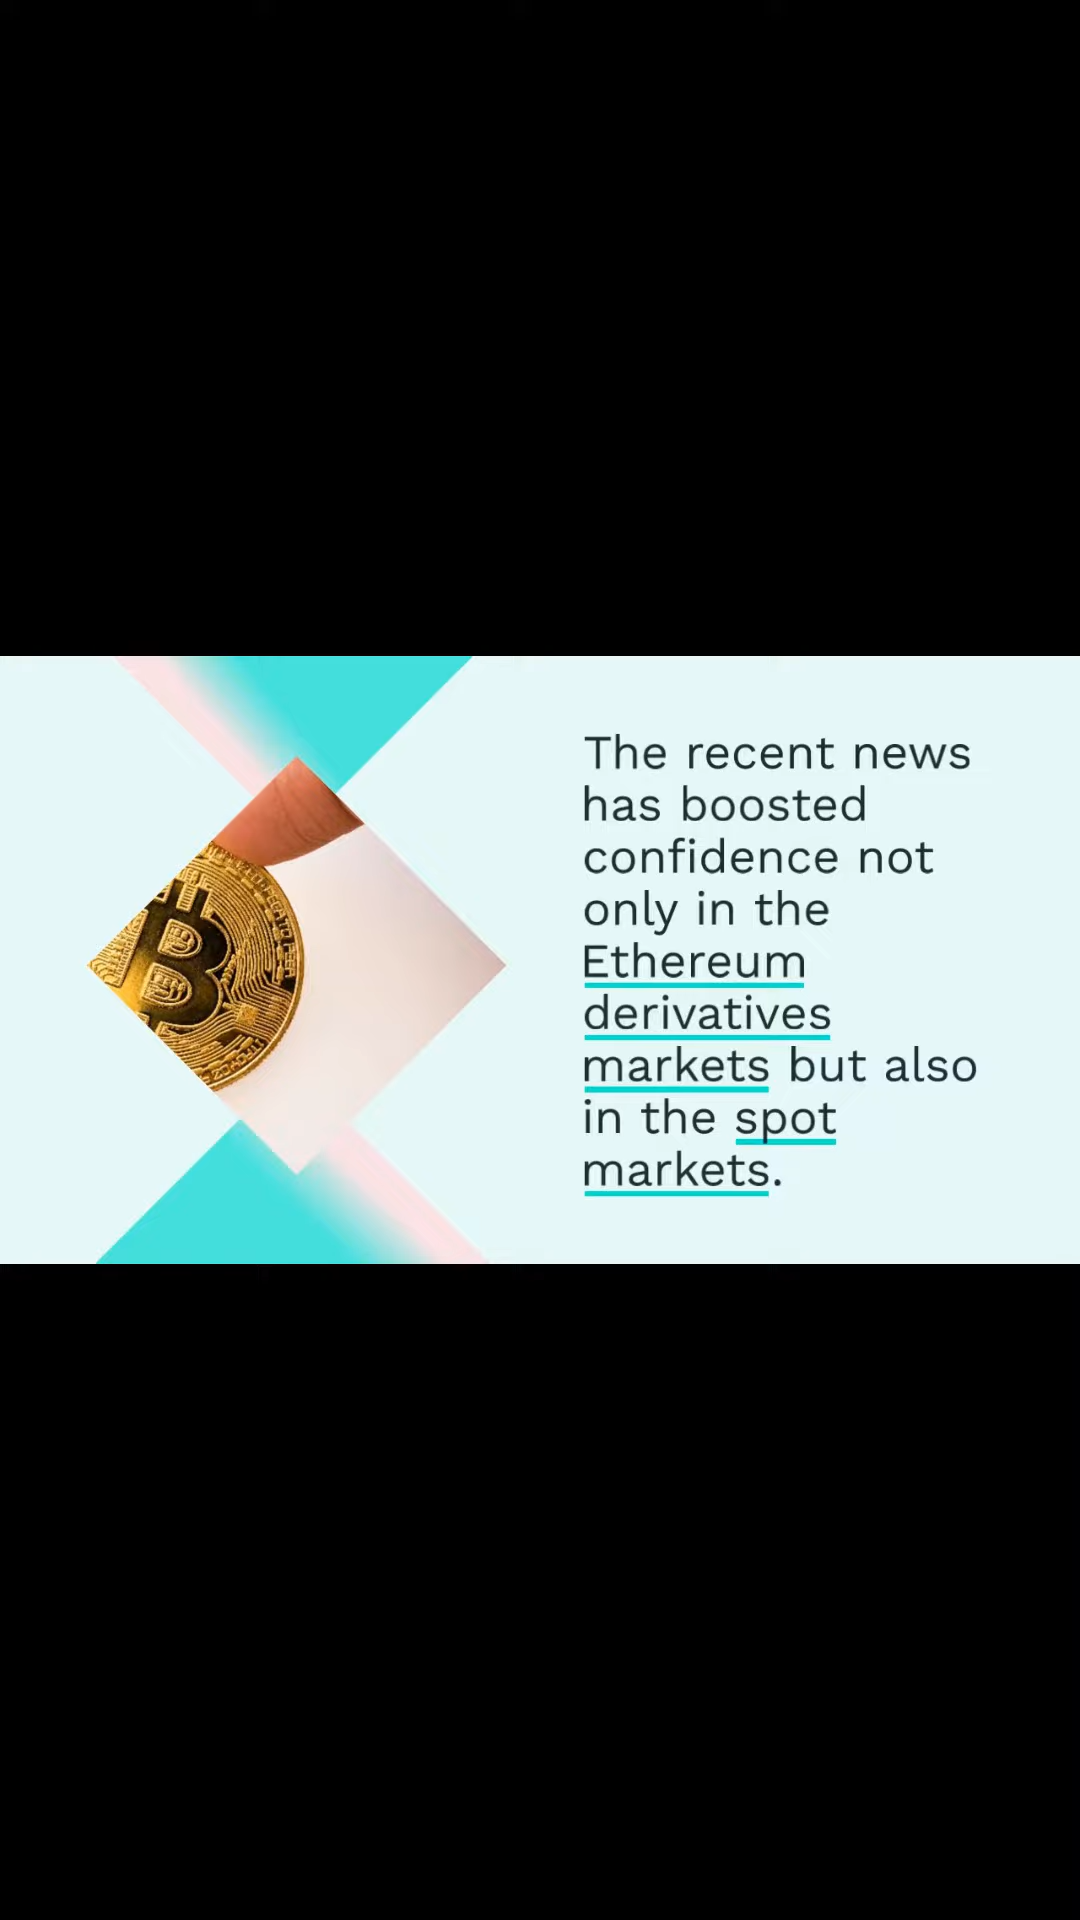 The recent news
has boosted
confidence not
only in the
Ethereum
derivatives
markets but also
in the spot
markets.